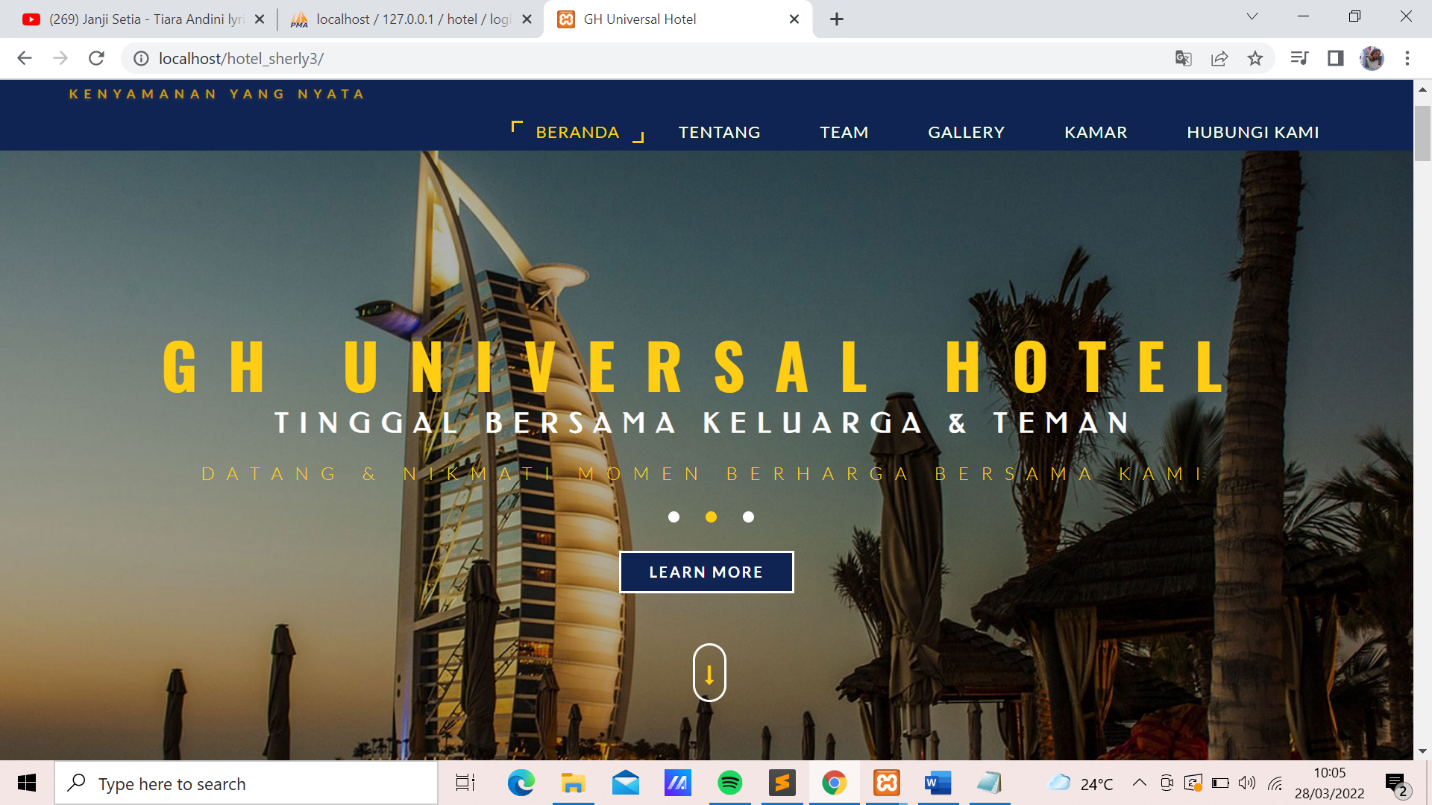 (269) Janji Setia - Tiara Andini lyri
localhost / 127.0.0.1 / hotel / logi
GH Universal Hotel
localhost/hotel_sherly3/
KENYAMANAN YANG NYATA
BERANDA TENTANG TEAM GALLERY KAMAR HUBUNGI KAMI
GH UNIVERSAL HOTEL
TINGGAL BERSAMA KELUARGA & TEMAN
DATANG & NIKMATI MOMEN BERHARGA BERSAMA KAMI
LEARN MORE
Type here to search
24°C
10:05
28/03/2022
2